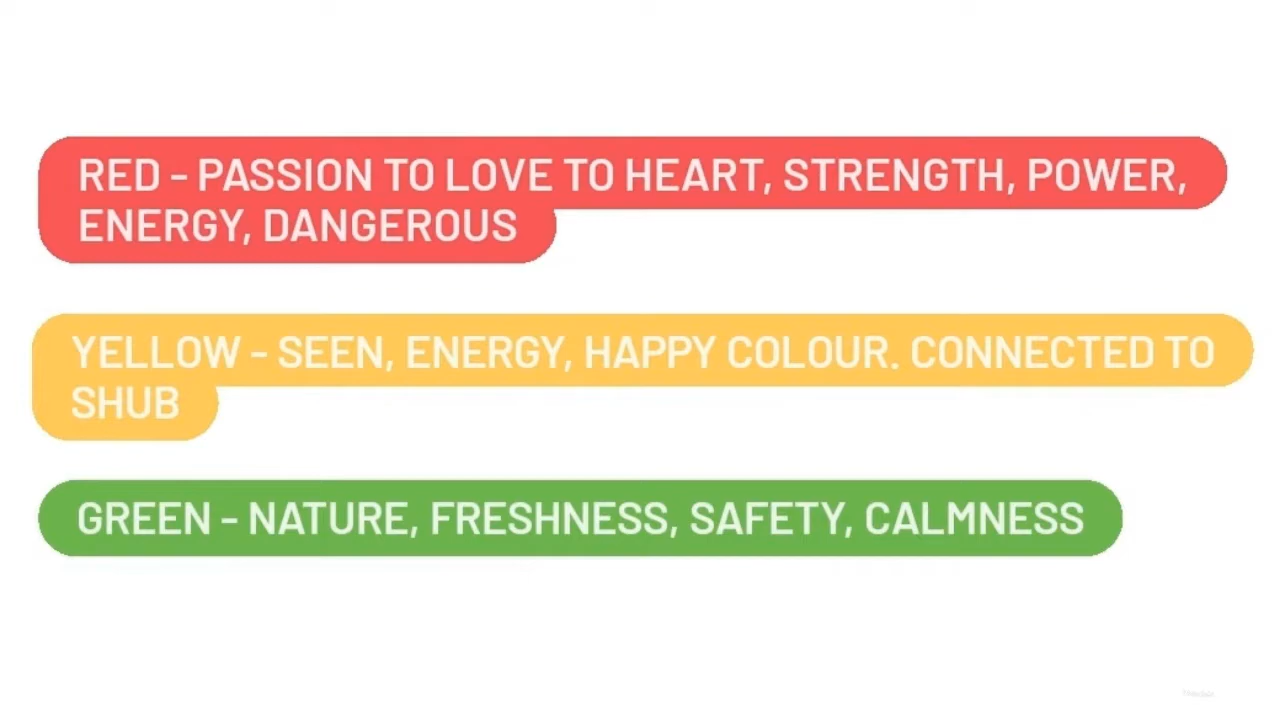 RED - PASSION TO LOVE TO HEART, STRENGTH, POWER,
ENERGY, DANGEROUS
YELLOW - SEEN, ENERGY, HAPPY COLOUR. CONNECTED TO
SHUB
GREEN - NATURE, FRESHNESS, SAFETY, CALMNESS